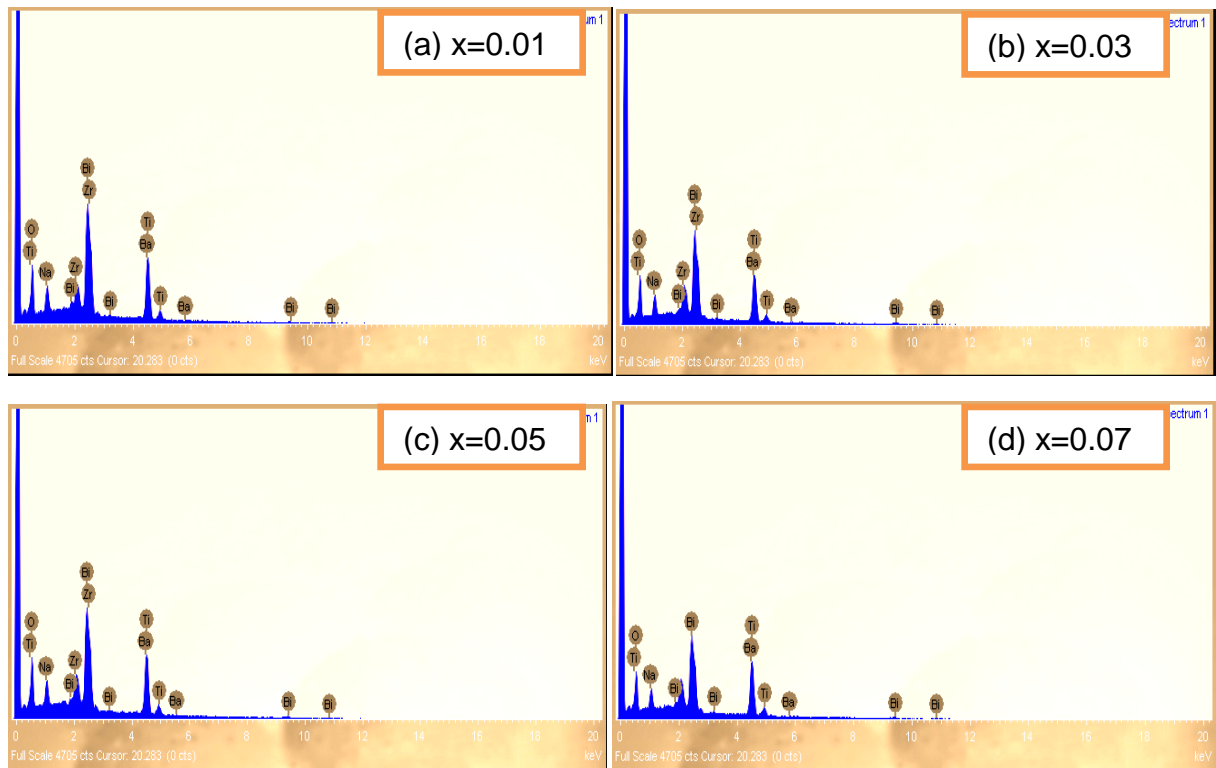 (a) x=0.01
um 1
Bi
Zr
O
Ti
Na
Bi
Zr
Bi
Ti
Ba
Ti
Ba
Bi
Bi
0 2 4 6 8 10 12 14 16 18 20
Full Scale 4705 cts Cursor: 20.283 (0 cts) keV
(b) x=0.03
ectrum 1
Bi
Zr
O
Ti
Na
Bi
Zr
Bi
Ti
Ba
Ti
Ba
Bi
Bi
0 2 4 6 8 10 12 14 16 18 20
Full Scale 4705 cts Cursor: 20.283 (0 cts) keV
(c) x=0.05
m 1
Bi
Zr
O
Ti
Na
Bi
Zr
Bi
Ti
Ba
Ti
Ba
Bi
Bi
0 2 4 6 8 10 12 14 16 18 20
Full Scale 4705 cts Cursor: 20.283 (0 cts) keV
(d) x=0.07
ectrum 1
Bi
O
Ti
Na
Bi
Bi
Ti
Ba
Ti
Ba
Bi
Bi
0 2 4 6 8 10 12 14 16 18 20
Full Scale 4705 cts Cursor: 20.283 (0 cts) keV